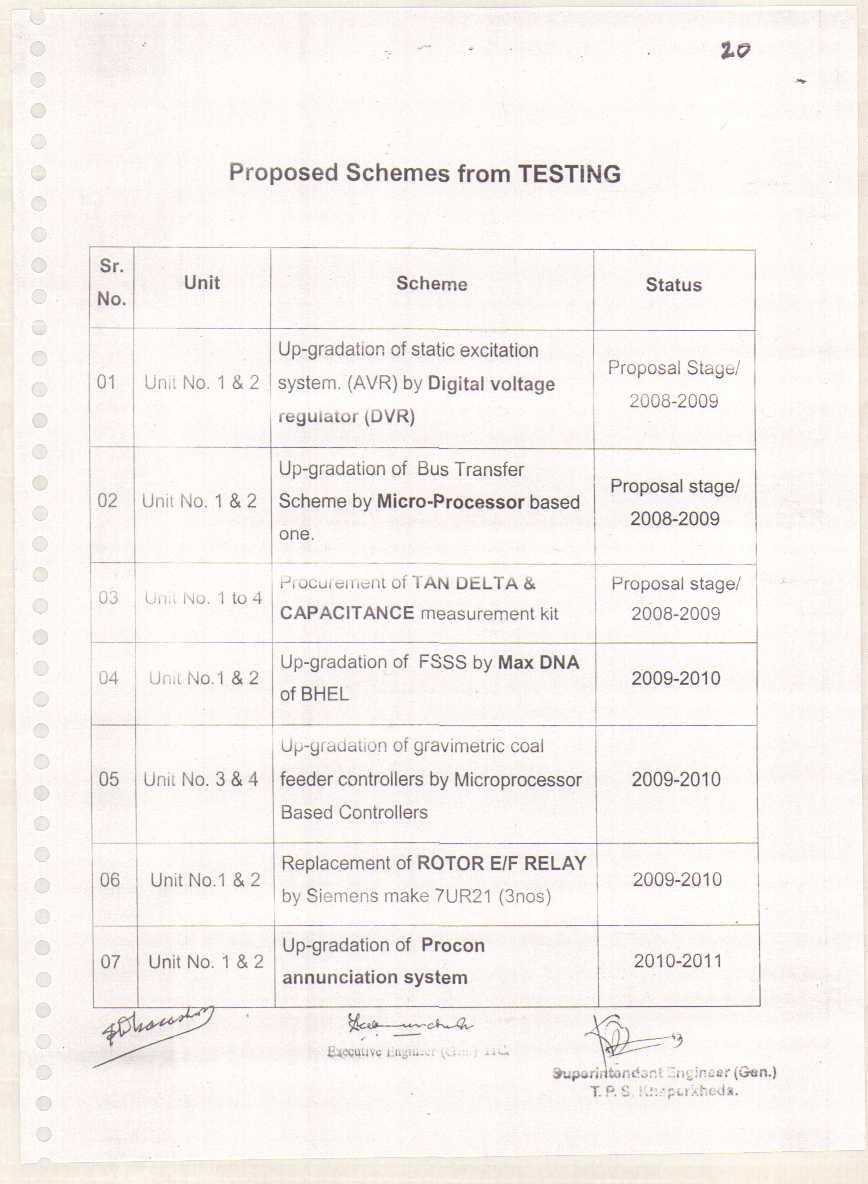 20
Proposed Schemes from TESTING
Sr.
No.
Unit
Scheme
Status
01
Unit No. 1 & 2
Up-gradation of static excitation
system. (AVR) by Digital voltage
regulator (DVR)
Proposal Stage/
2008-2009
02
Unit No. 1 & 2
Up-gradation of Bus Transfer
Scheme by Micro-Processor based
one.
Proposal stage/
2008-2009
03
Unit No. 1 to 4
Procurement of TAN DELTA &
CAPACITANCE measurement kit
Proposal stage/
2008-2009
04
Unit No.1 & 2
Up-gradation of FSSS by Max DNA
of BHEL
2009-2010
05
Unit No. 3 & 4
Up-gradation of gravimetric coal
feeder controllers by Microprocessor
Based Controllers
2009-2010
06
Unit No.1 & 2
Replacement of ROTOR E/F RELAY
by Siemens make 7UR21 (3nos)
2009-2010
07
Unit No. 1 & 2
Up-gradation of Procon
annunciation system
2010-2011
Executive Engineer (Gen.)
Superintendent Engineer (Gen.)
T. P. S. Khaparkheda.